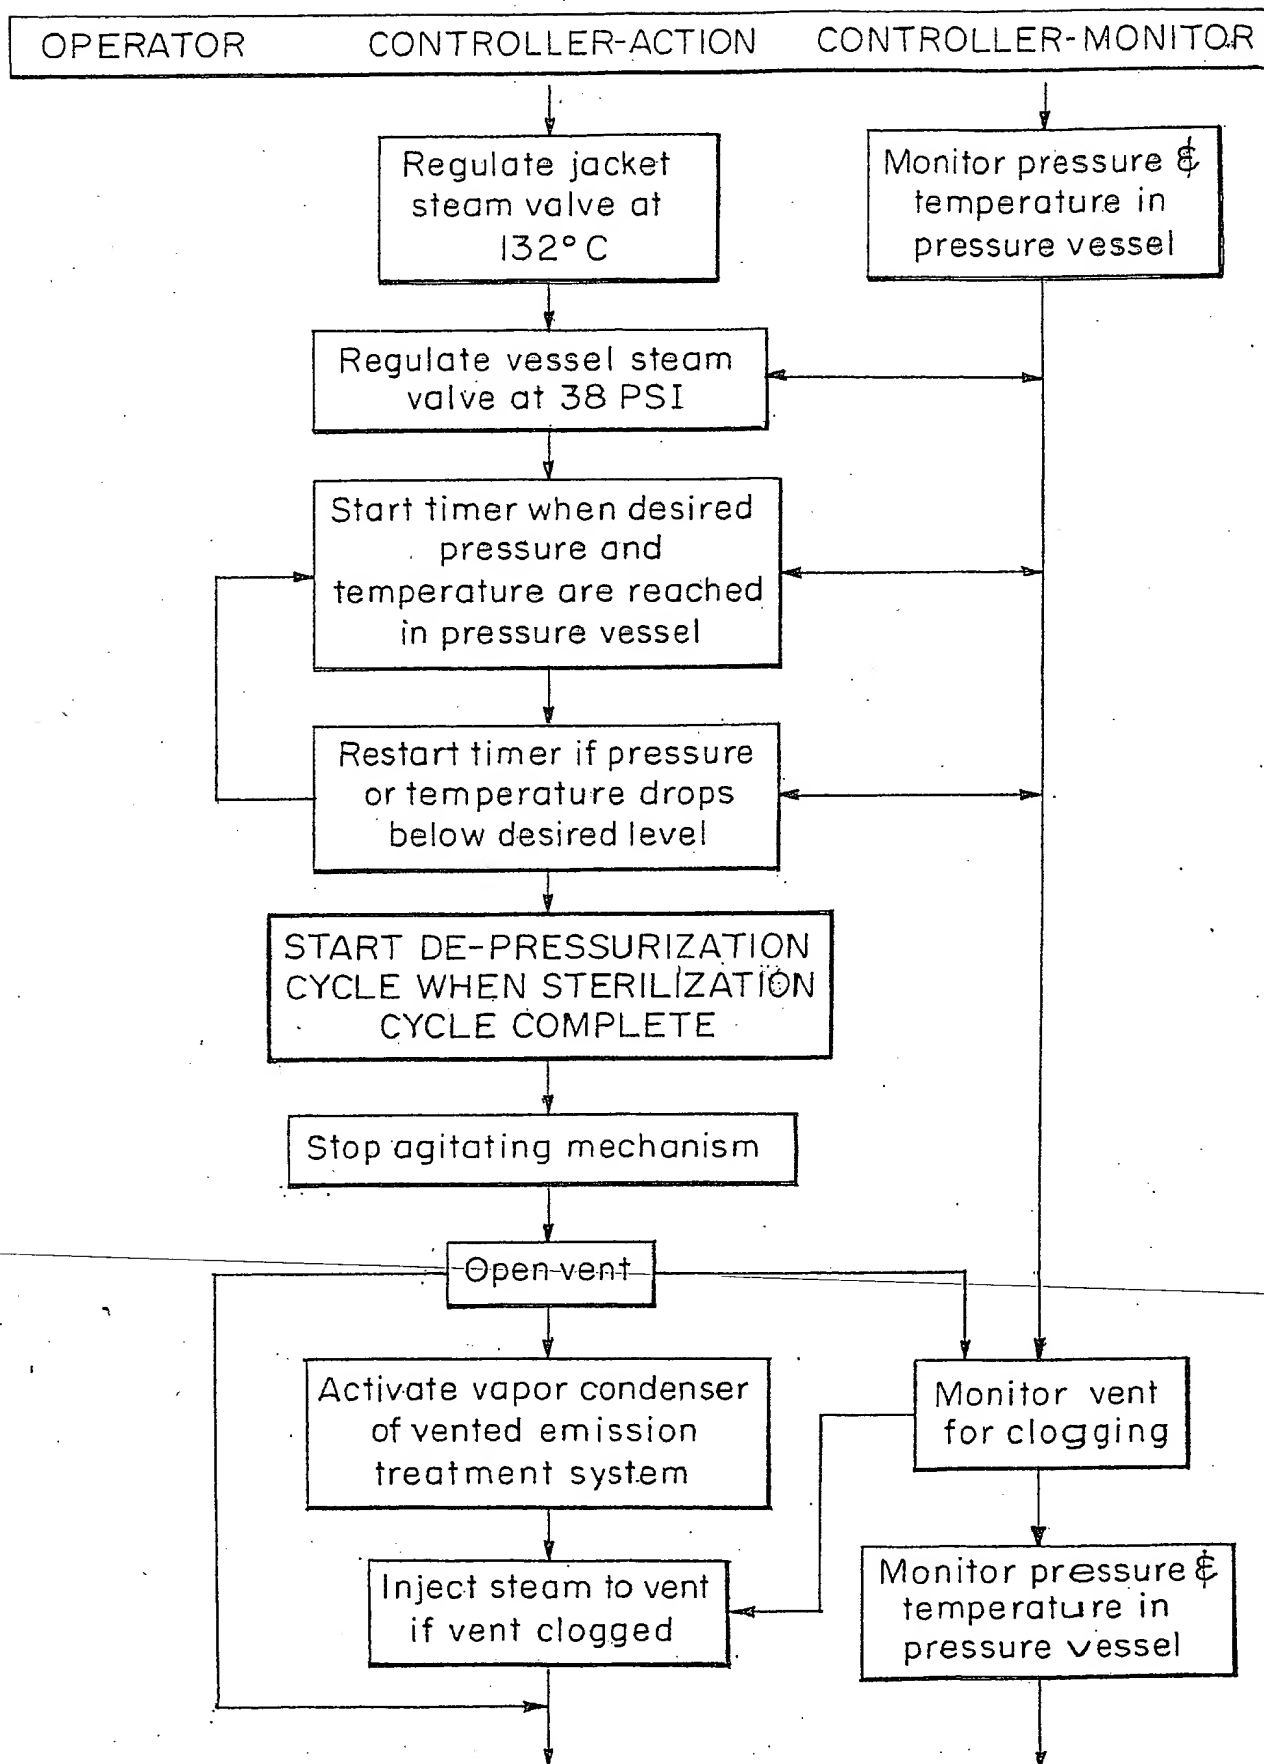 OPERATOR CONTROLLER-ACTION CONTROLLER-MONITOR
Regulate jacket
steam valve at
132° C
Monitor pressure &
temperature in
pressure vessel
Regulate vessel steam
valve at 38 PSI
Start timer when desired
pressure and
temperature are reached
in pressure vessel
Restart timer if pressure
or temperature drops
below desired level
START DE-PRESSURIZATION
CYCLE WHEN STERILIZATION
CYCLE COMPLETE
Stop agitating mechanism
Open vent
Activate vapor condenser
of vented emission
treatment system
Monitor vent
for clogging
Inject steam to vent
if vent clogged
Monitor pressure &
temperature in
pressure vessel